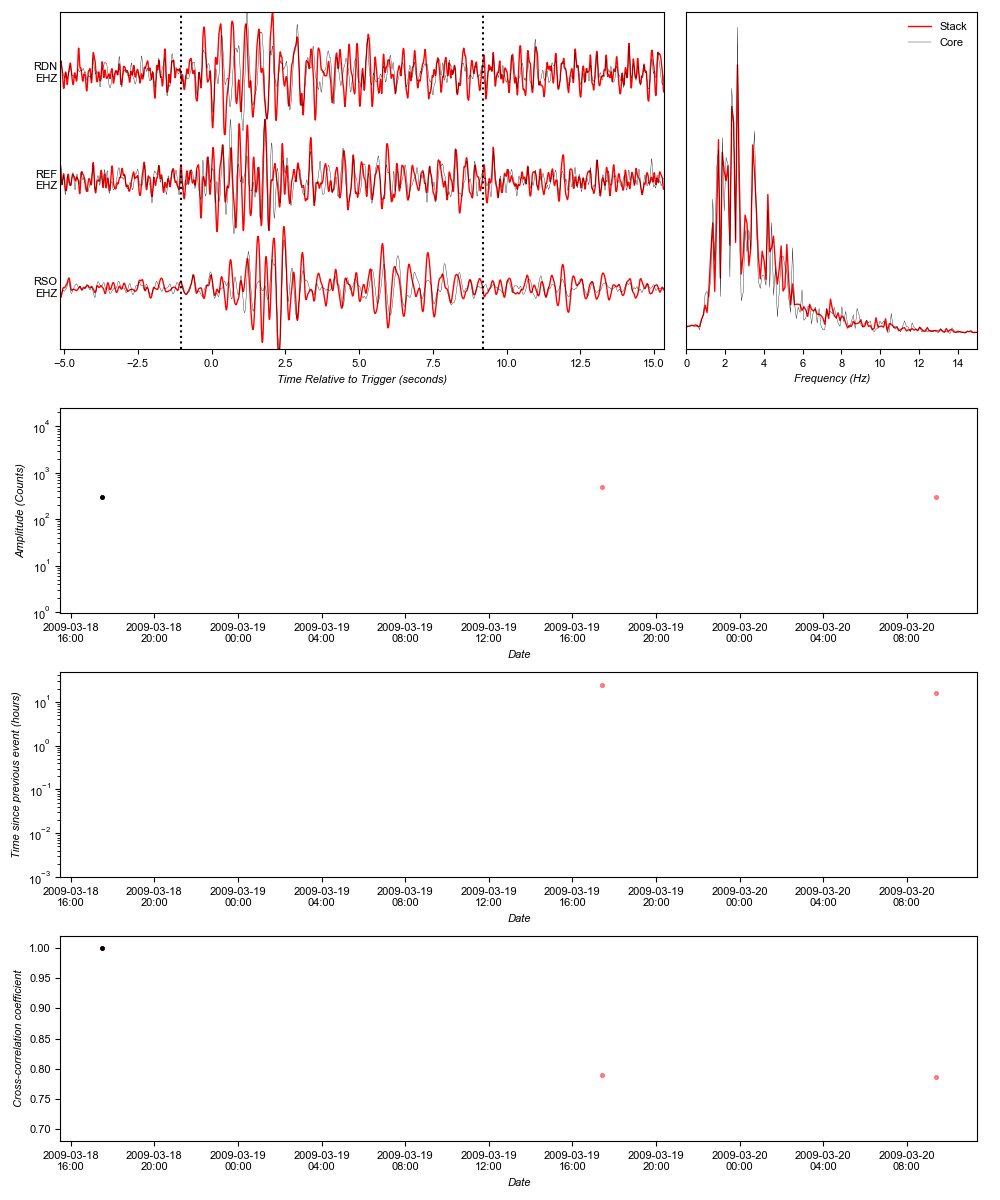 RDN
EHZ
REF
EHZ
RSO
EHZ
−5.0 −2.5 0.0 2.5 5.0 7.5 10.0 12.5 15.0
Time Relative to Trigger (seconds)
Stack
Core
0 2 4 6 8 10 12 14
Frequency (Hz)
Amplitude (Counts)
10^4
10^3
10^2
10^1
10^0
2009-03-18 2009-03-18 2009-03-19 2009-03-19 2009-03-19 2009-03-19 2009-03-19 2009-03-19 2009-03-20 2009-03-20 2009-03-20
16:00 20:00 00:00 04:00 08:00 12:00 16:00 20:00 00:00 04:00 08:00
Date
Time since previous event (hours)
10^1
10^0
10^−1
10^−2
10^−3
2009-03-18 2009-03-18 2009-03-19 2009-03-19 2009-03-19 2009-03-19 2009-03-19 2009-03-19 2009-03-20 2009-03-20 2009-03-20
16:00 20:00 00:00 04:00 08:00 12:00 16:00 20:00 00:00 04:00 08:00
Date
Cross-correlation coefficient
1.00
0.95
0.90
0.85
0.80
0.75
0.70
2009-03-18 2009-03-18 2009-03-19 2009-03-19 2009-03-19 2009-03-19 2009-03-19 2009-03-19 2009-03-20 2009-03-20 2009-03-20
16:00 20:00 00:00 04:00 08:00 12:00 16:00 20:00 00:00 04:00 08:00
Date